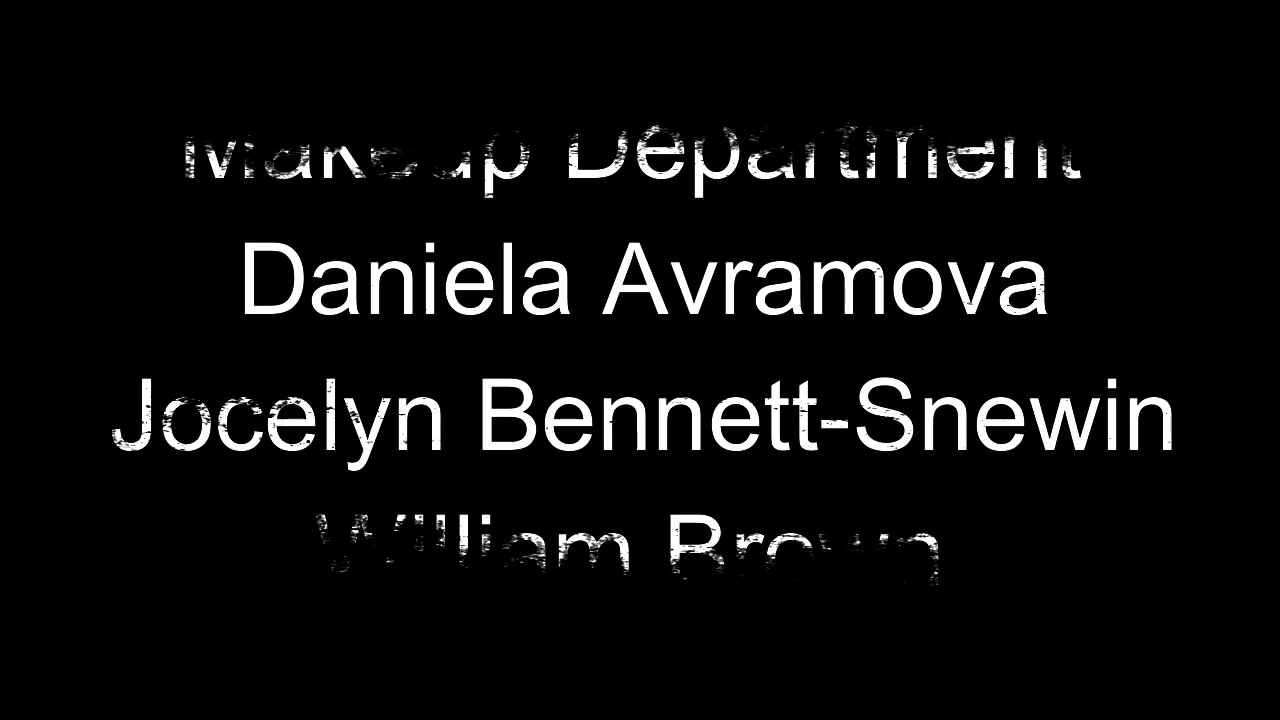 Makeup Department
Daniela Avramova
Jocelyn Bennett-Snewin
William Brown